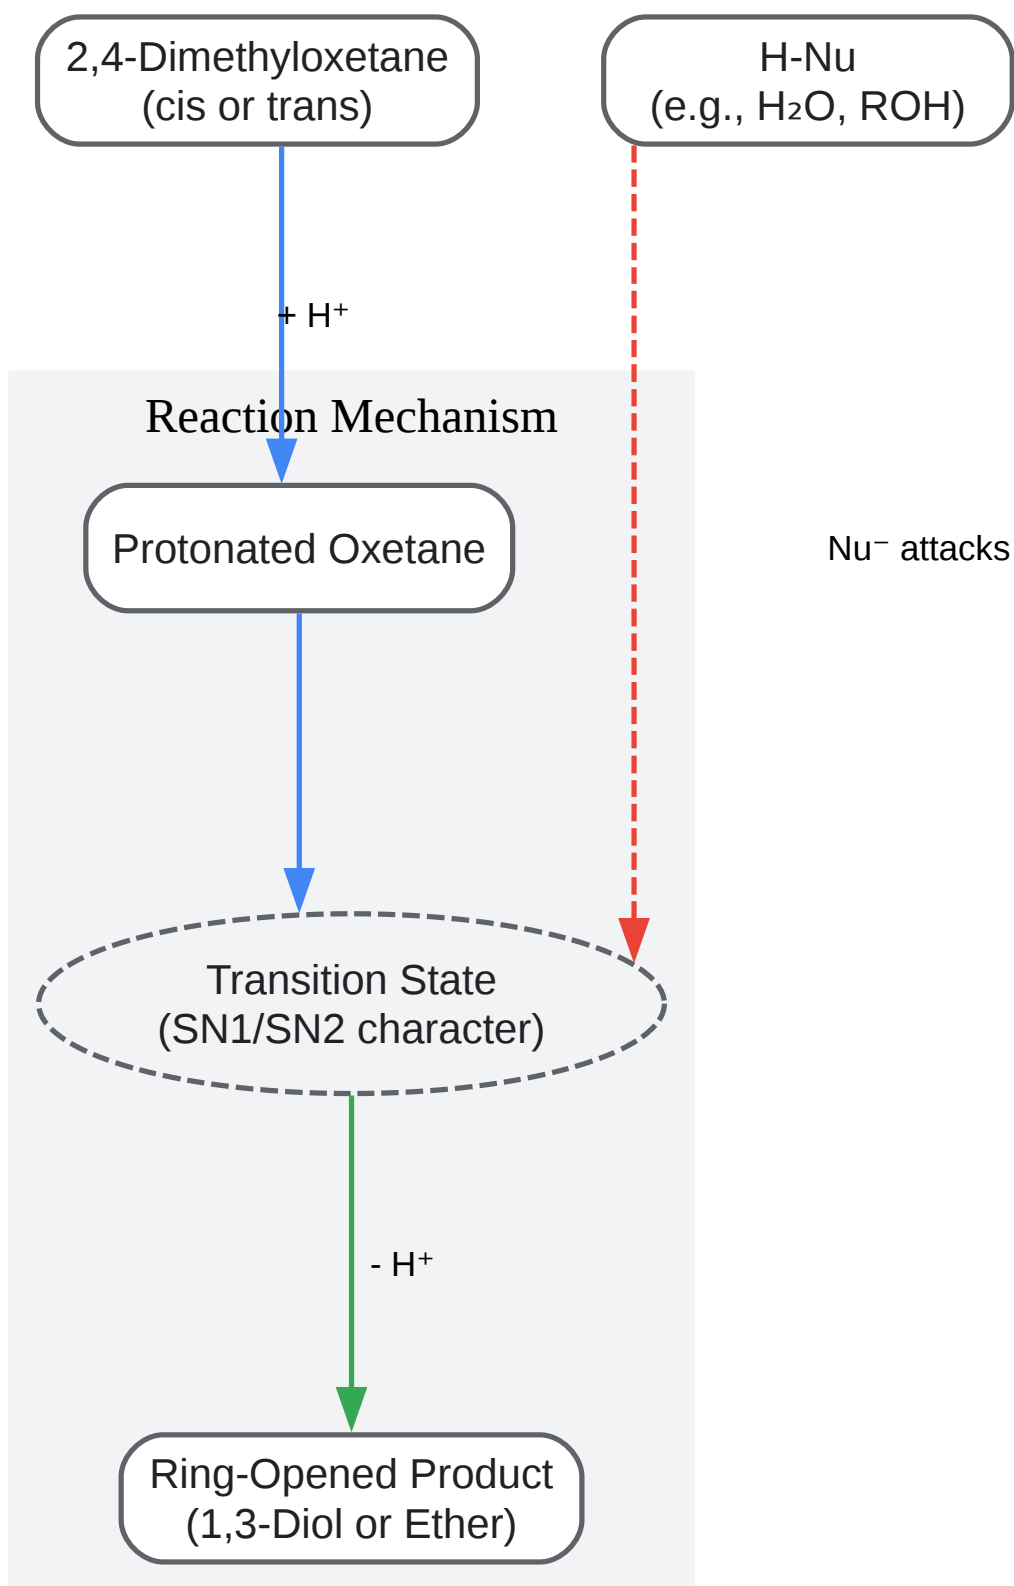 2,4-Dimethyloxetane
(cis or trans)
H-Nu
(e.g., H₂O, ROH)
+ H⁺
Reaction Mechanism
Protonated Oxetane
Nu⁻ attacks
Transition State
(SN1/SN2 character)
- H⁺
Ring-Opened Product
(1,3-Diol or Ether)